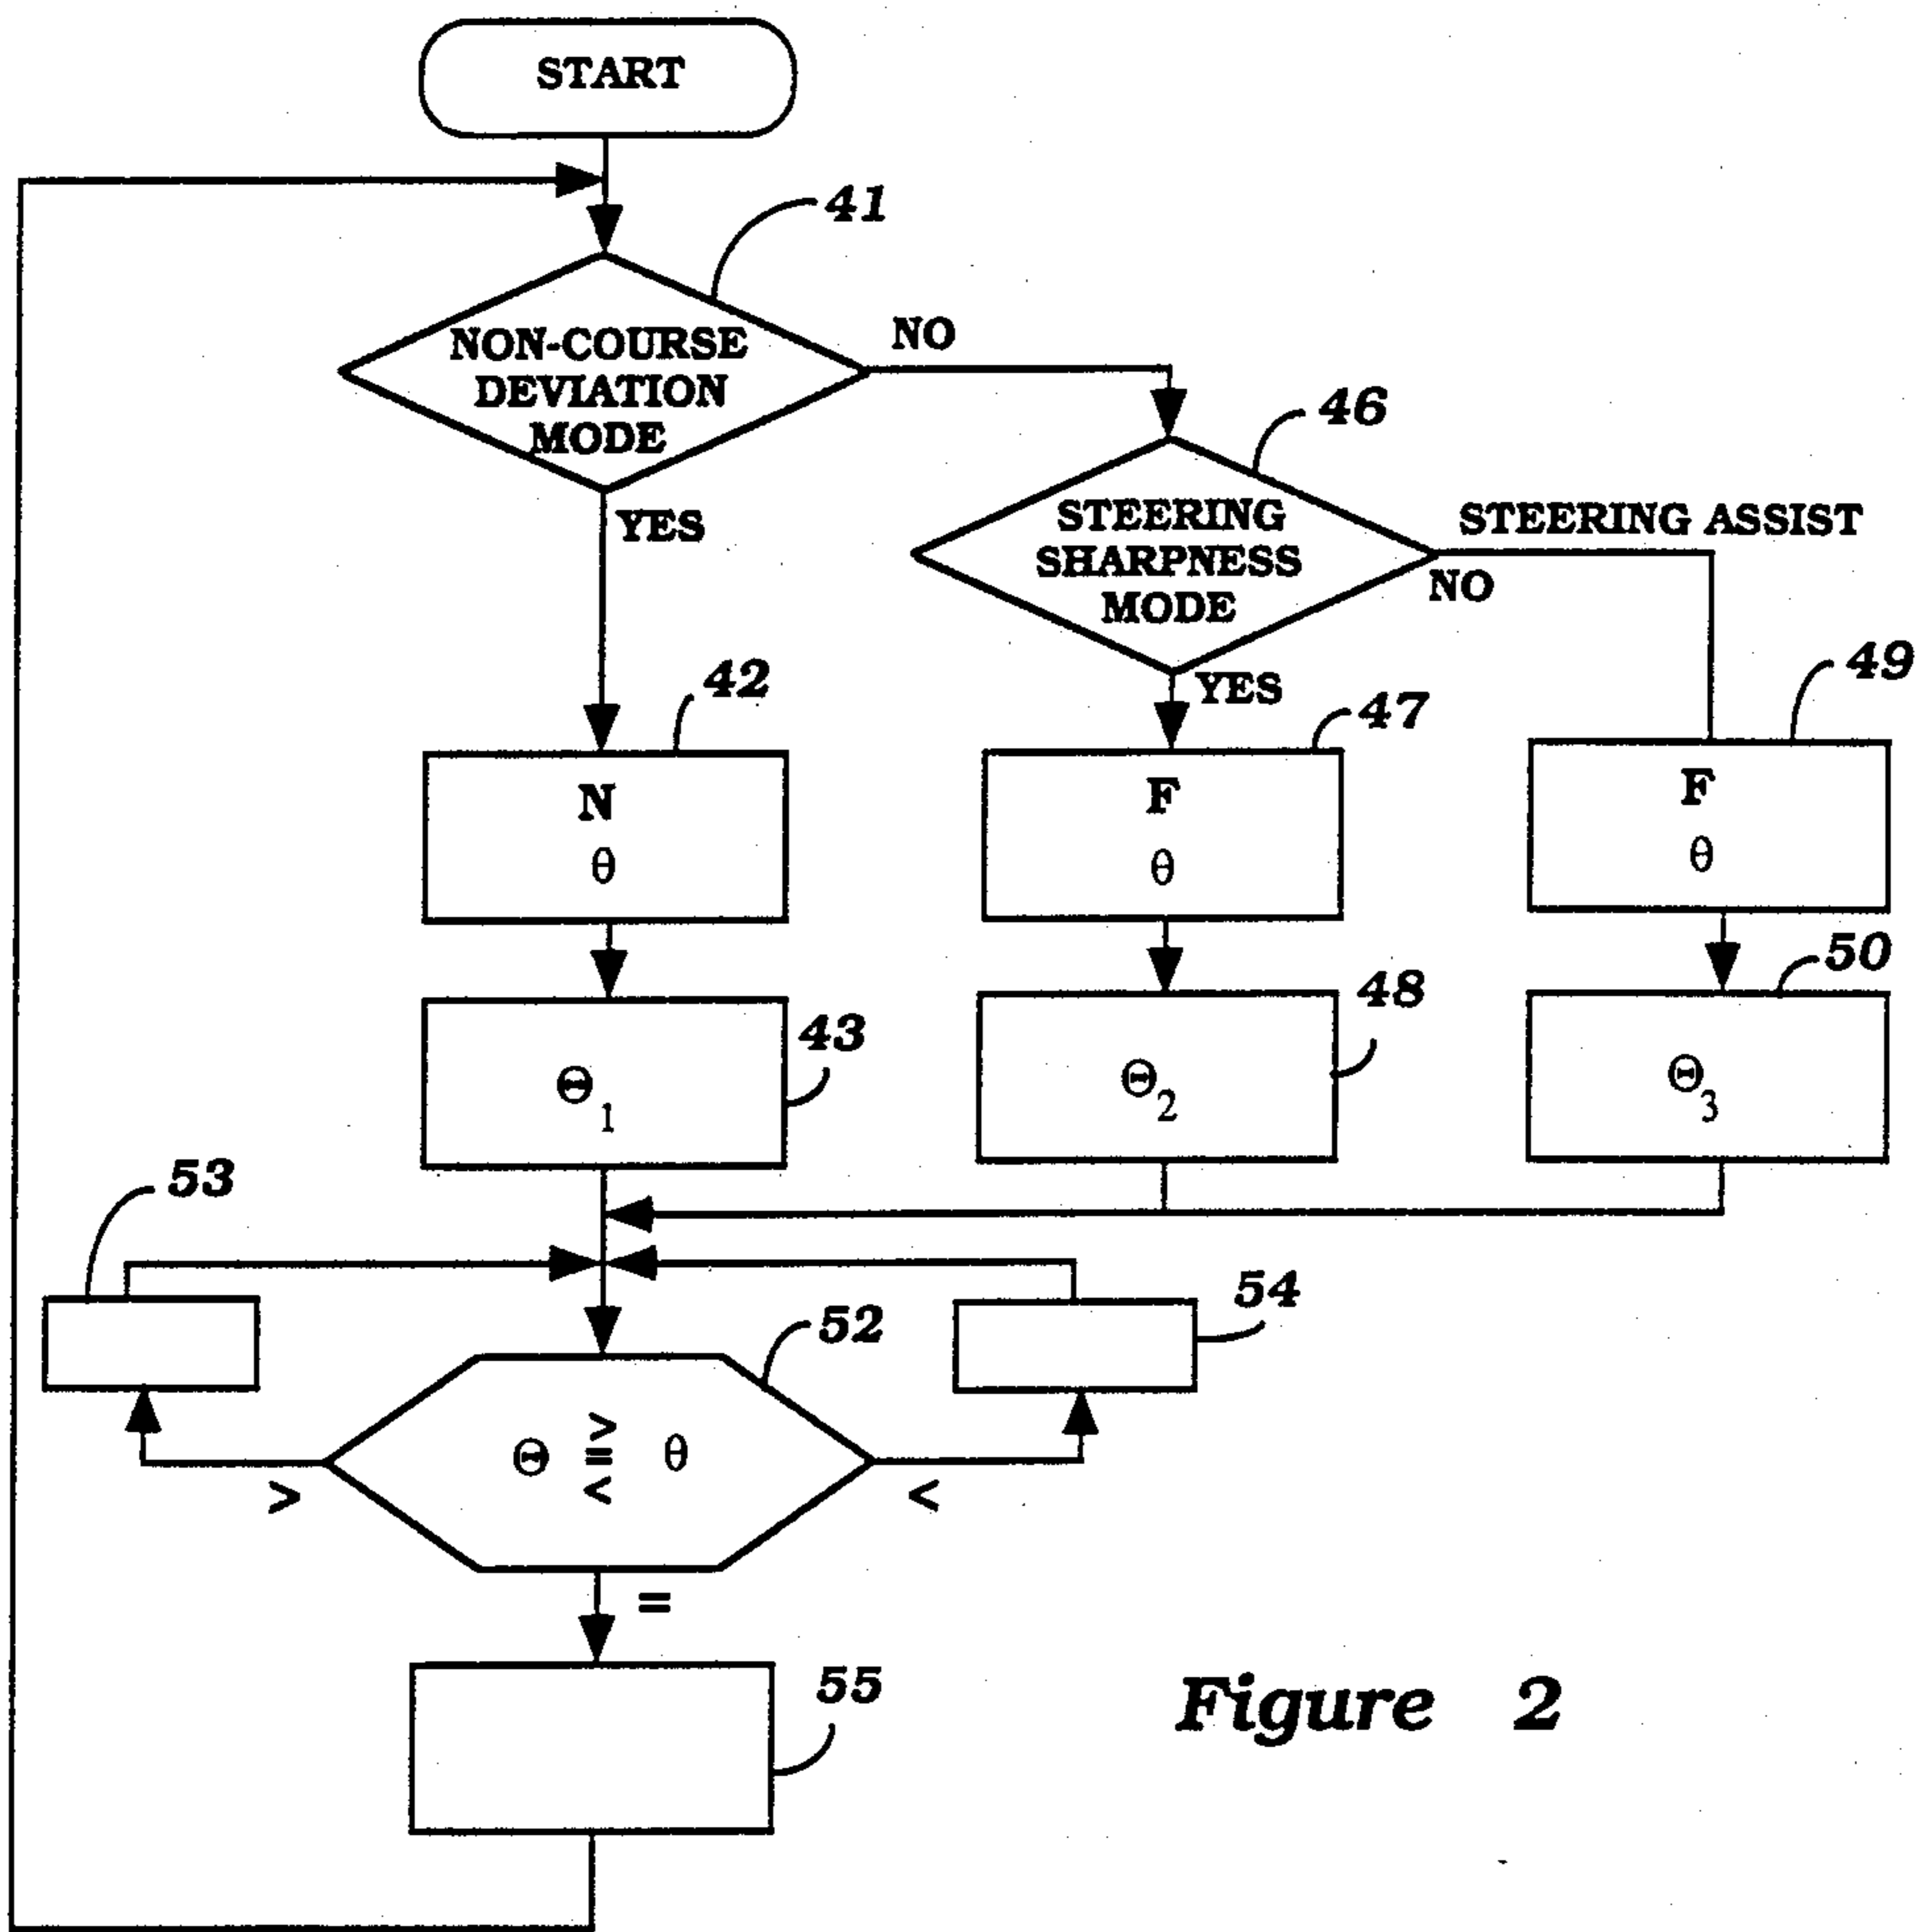 START
41
NON-COURSE
DEVIATION
MODE
NO
YES
46
STEERING
SHARPNESS
MODE
STEERING ASSIST
NO
YES
42
N
θ
47
F
θ
49
F
θ
43
Θ1
48
Θ2
50
Θ3
53
54
52
Θ > = < θ
>
<
=
55
Figure 2